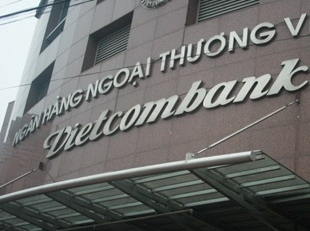 NGÂN HÀNG NGOẠI THƯƠNG V
Vietcombank